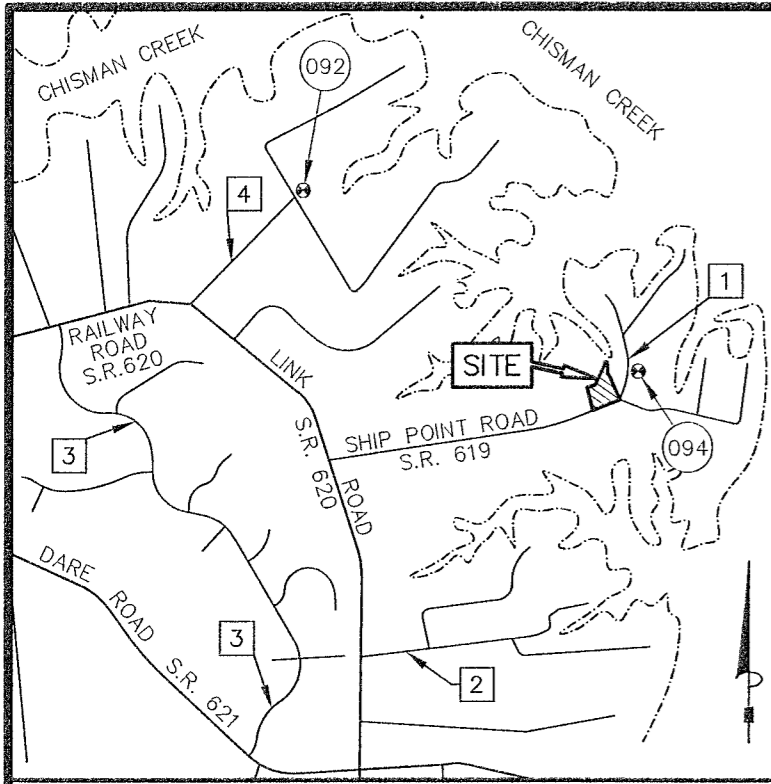 CHISMAN CREEK
092
CHISMAN CREEK
4
1
RAILWAY
ROAD
S.R.620
LINK
ROAD
S.R. 620
SITE
SHIP POINT ROAD
S.R. 619
094
3
DARE ROAD S.R. 621
3
2